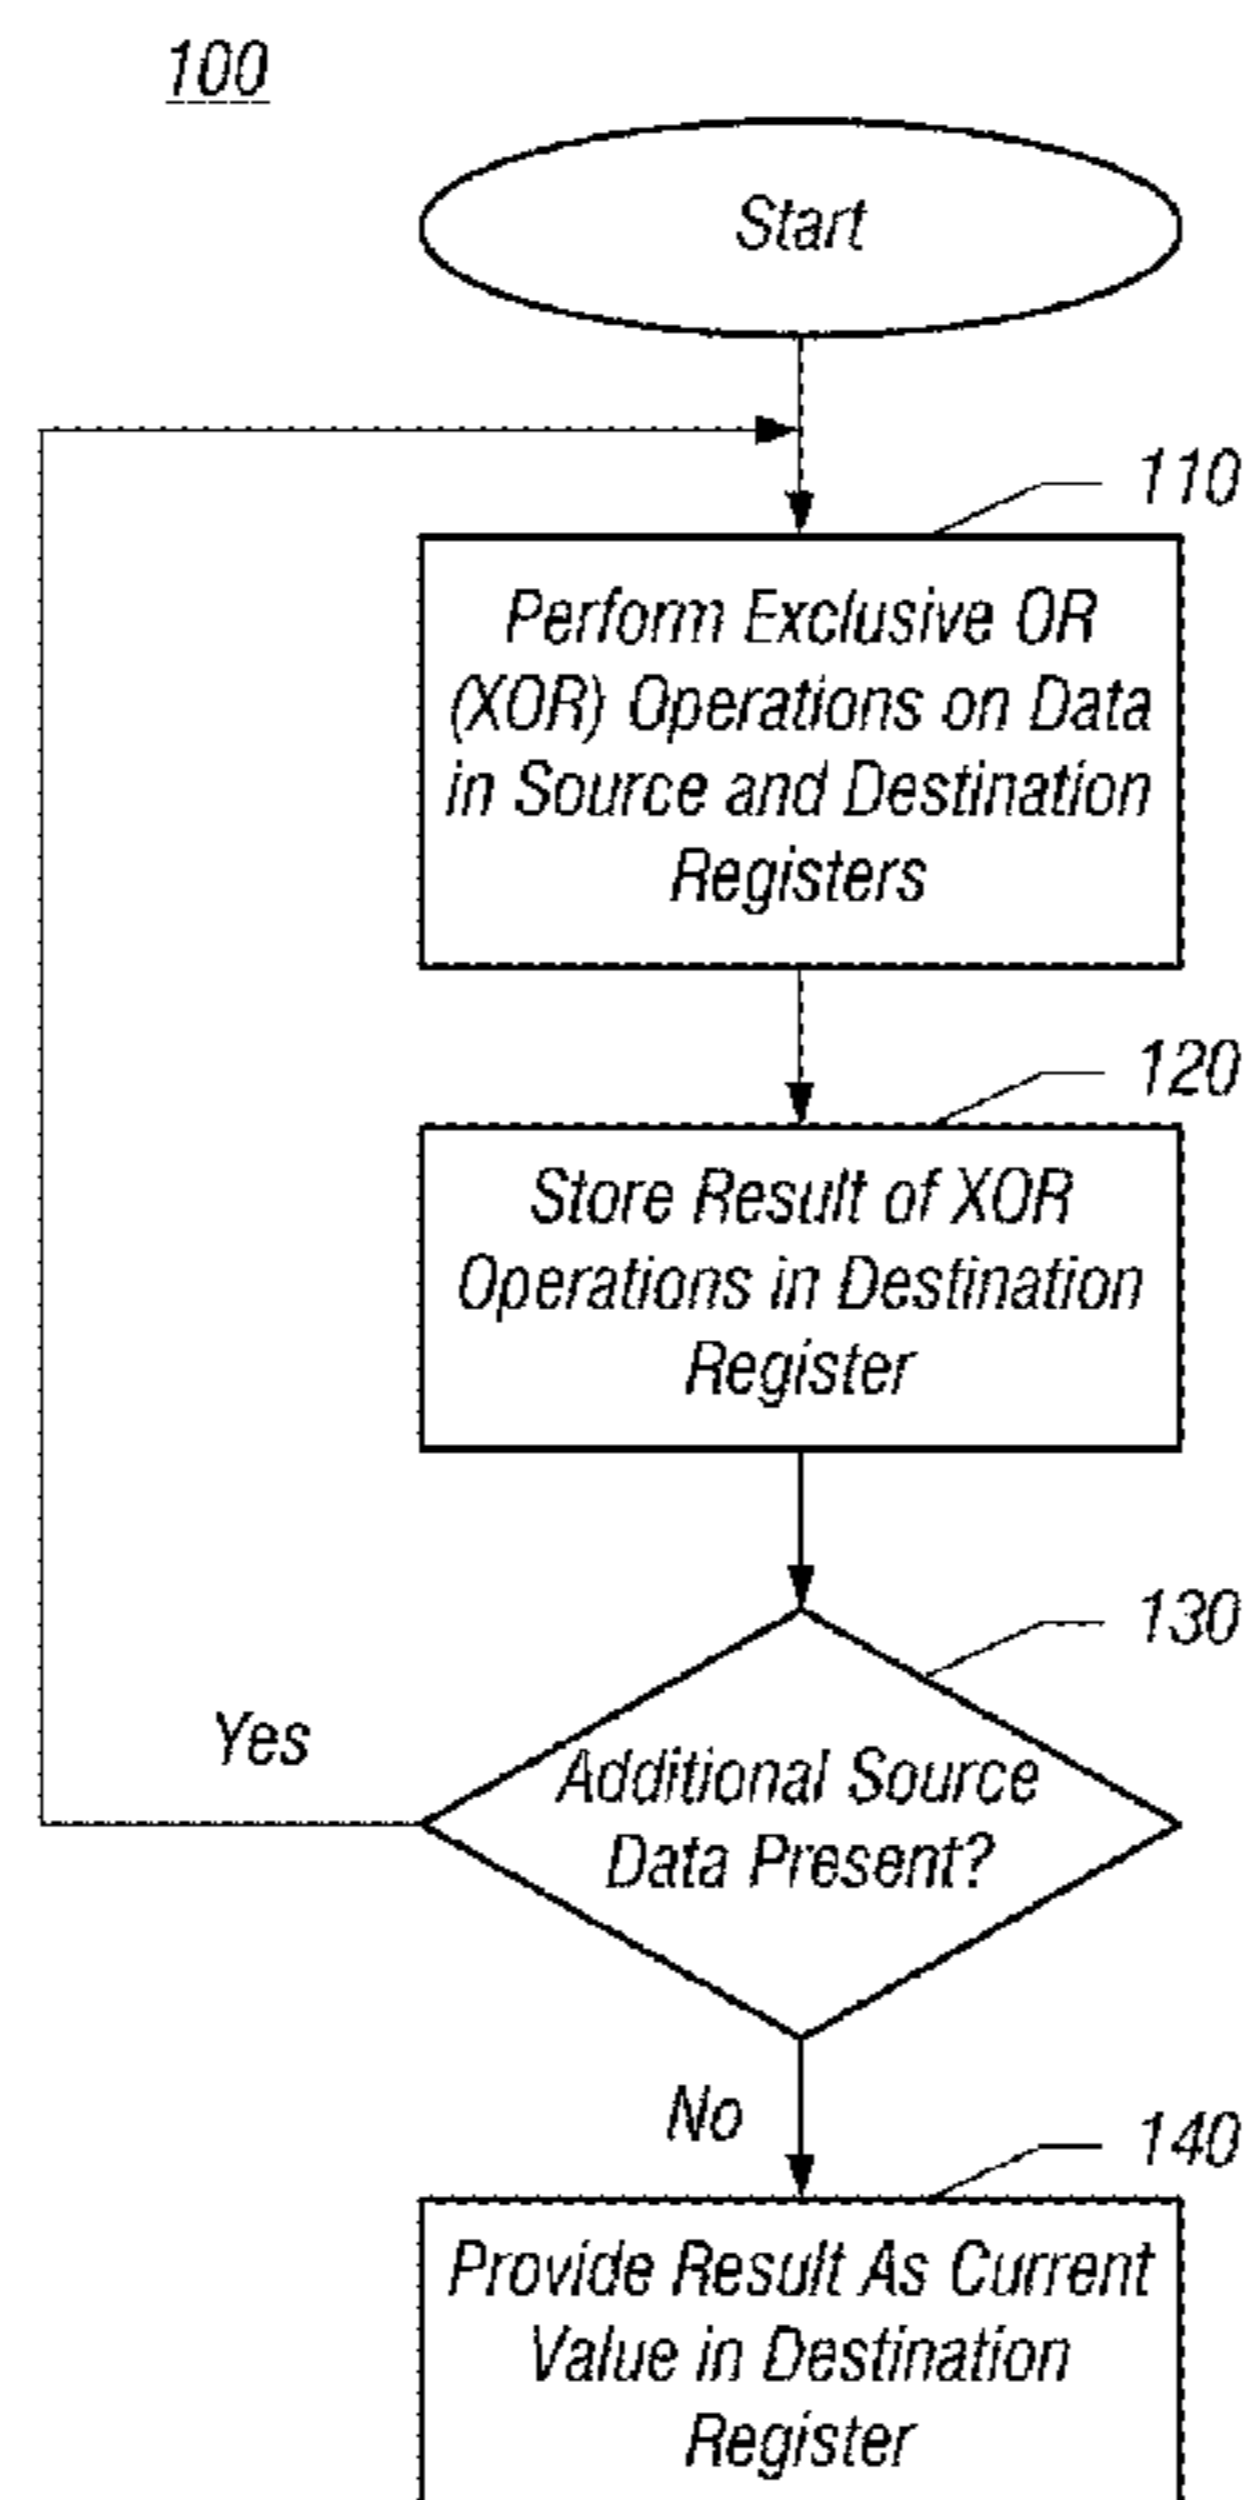 100
Start
110
Perform Exclusive OR
(XOR) Operations on Data
in Source and Destination
Registers
120
Store Result of XOR
Operations in Destination
Register
130
Yes
Additional Source
Data Present?
No
140
Provide Result As Current
Value in Destination
Register